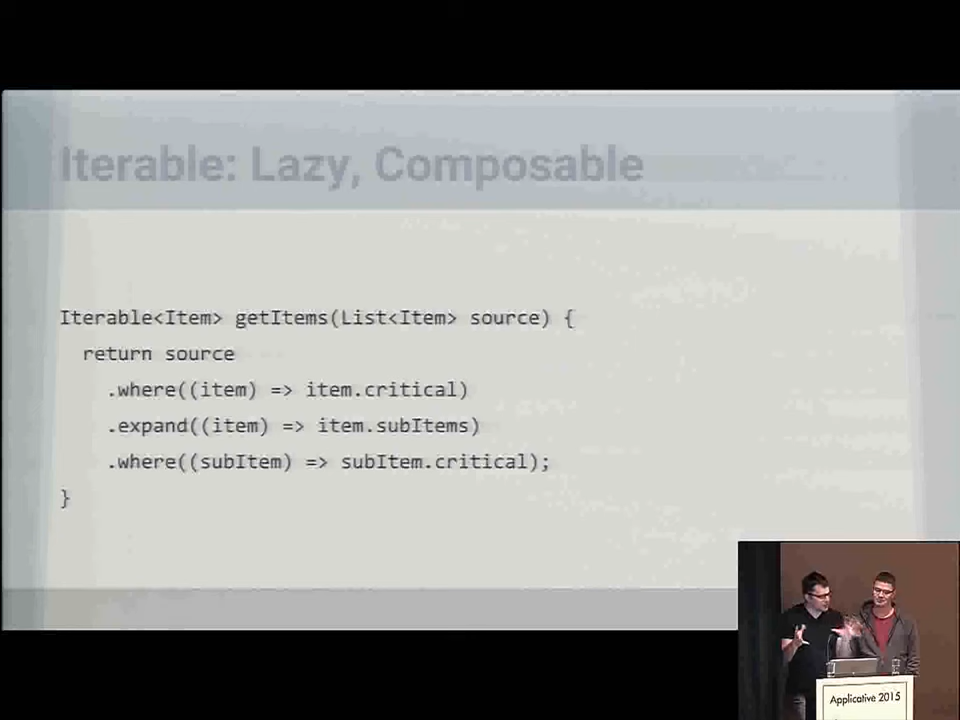 Iterable: Lazy, Composable
Iterable<Item> getItems(List<Item> source) {
return source
.where((item) => item.critical)
.expand((item) => item.subItems)
.where((subItem) => subItem.critical);
}
Applicative 2015